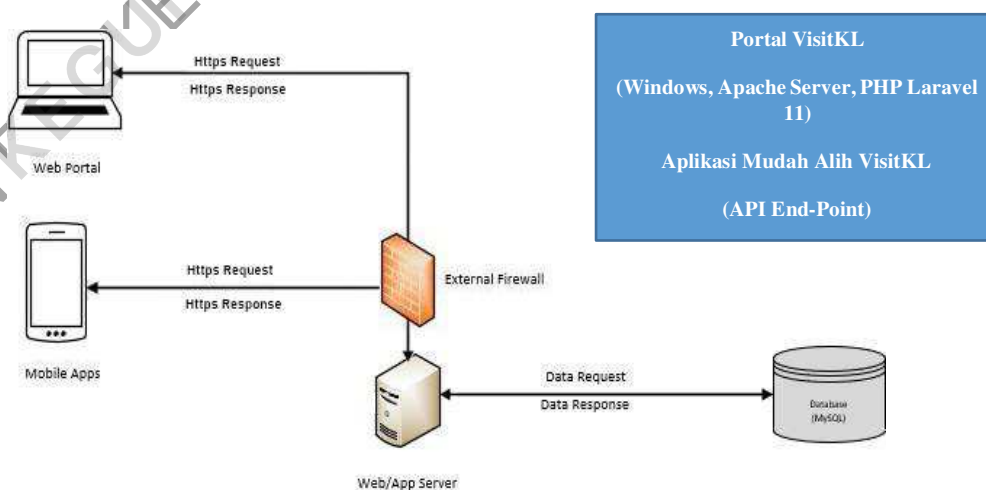 Portal VisitKL
(Windows, Apache Server, PHP Laravel
11)
Aplikasi Mudah Alih VisitKL
(API End-Point)
Https Request
Https Response
Web Portal
Https Request
Https Response
External Firewall
Mobile Apps
Data Request
Data Response
Database
(MySQL)
Web/App Server